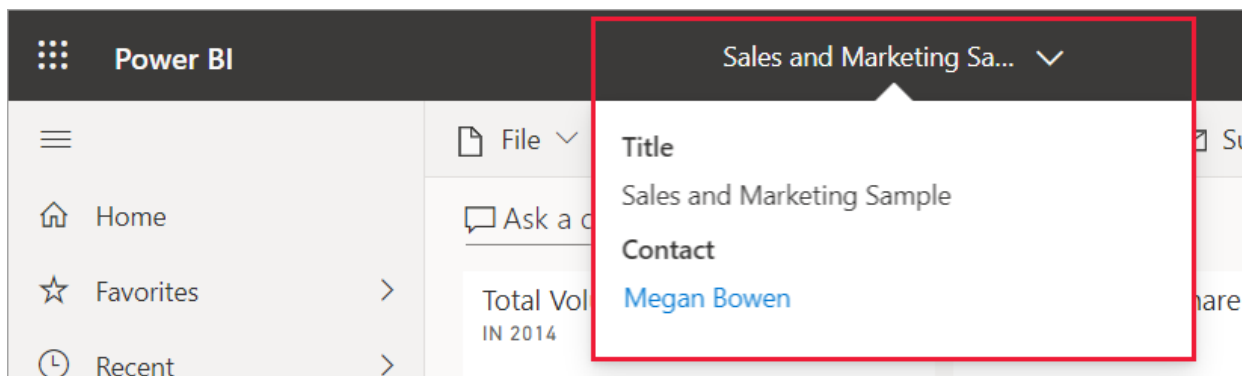 Power BI
Sales and Marketing Sa...
File
Title
Sales and Marketing Sample
Contact
Megan Bowen
Home
Ask a
Favorites
Total Vol
IN 2014
Recent